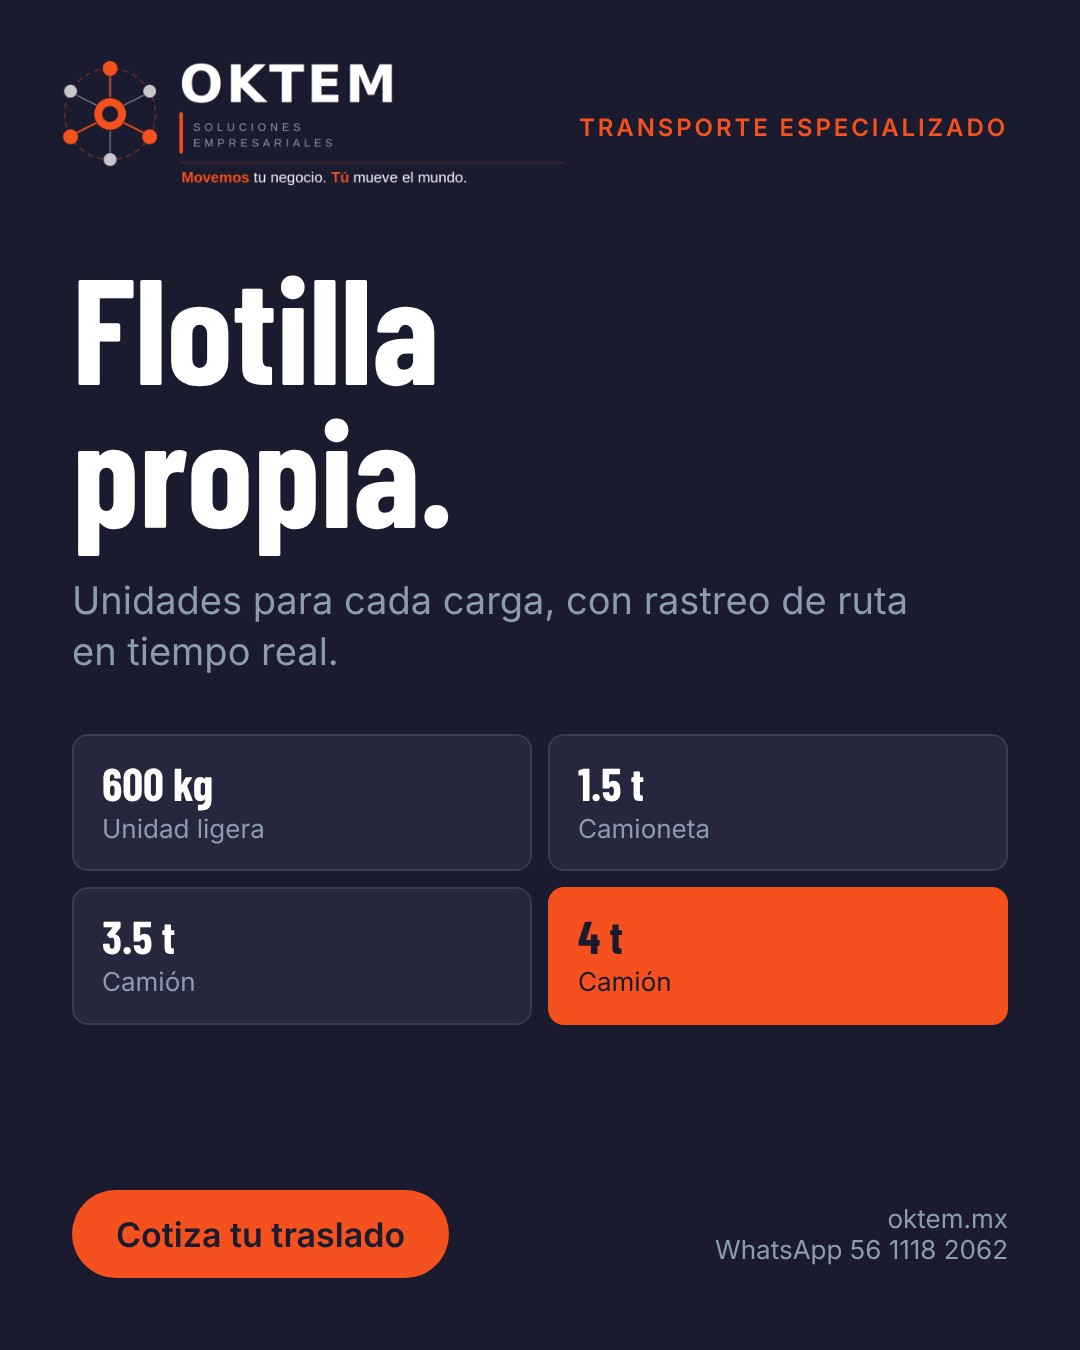 OKTEM
SOLUCIONES
EMPRESARIALES
Movemos tu negocio. Tú mueve el mundo.
TRANSPORTE ESPECIALIZADO
Flotilla
propia.
Unidades para cada carga, con rastreo de ruta
en tiempo real.
600 kg
Unidad ligera
1.5 t
Camioneta
3.5 t
Camión
4 t
Camión
Cotiza tu traslado
oktem.mx
WhatsApp 56 1118 2062